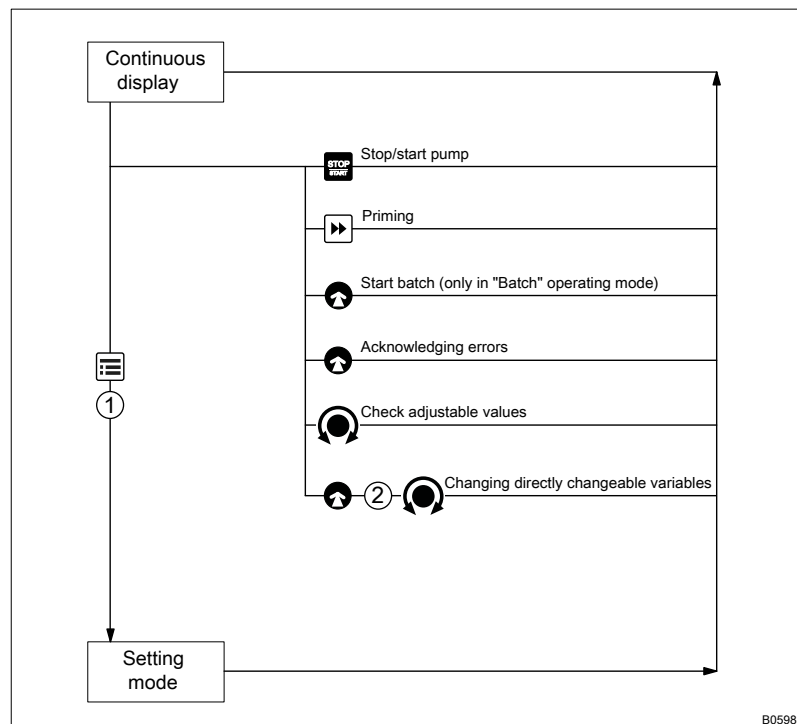 Continuous
display
STOP
START
Stop/start pump
Priming
Start batch (only in "Batch" operating mode)
Acknowledging errors
1
Check adjustable values
2
Changing directly changeable variables
Setting
mode
B0598